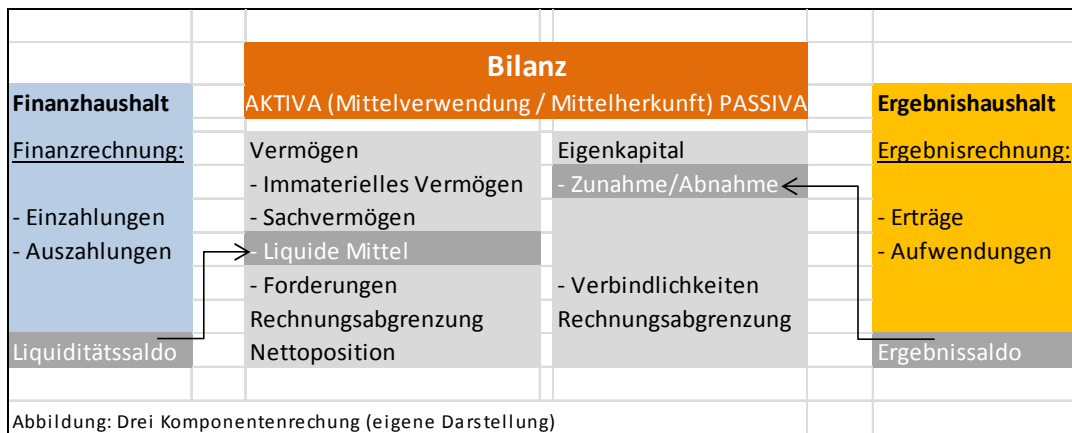 Bilanz
Finanzhaushalt
AKTIVA (Mittelverwendung / Mittelherkunft) PASSIVA
Ergebnishaushalt
Finanzrechnung:
- Einzahlungen
- Auszahlungen
Liquiditätssaldo
Vermögen
- Immaterielles Vermögen
- Sachvermögen
- Liquide Mittel
- Forderungen
Rechnungsabgrenzung
Nettoposition
Eigenkapital
- Zunahme/Abnahme
- Verbindlichkeiten
Rechnungsabgrenzung
Ergebnisrechnung:
- Erträge
- Aufwendungen
Ergebnissaldo
Abbildung: Drei Komponentenrechung (eigene Darstellung)